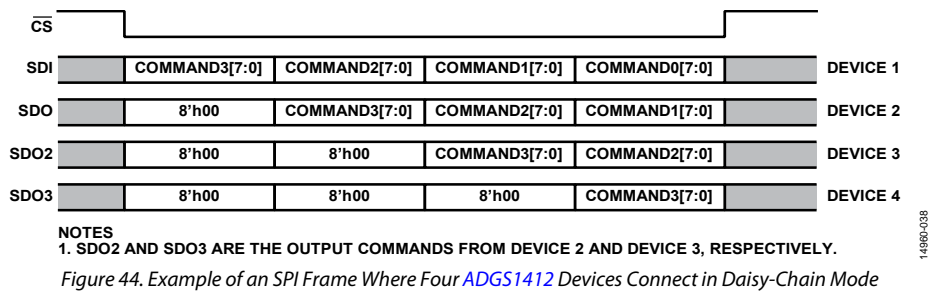 CS
SDI COMMAND3[7:0] COMMAND2[7:0] COMMAND1[7:0] COMMAND0[7:0] DEVICE 1
SDO 8’h00 COMMAND3[7:0] COMMAND2[7:0] COMMAND1[7:0] DEVICE 2
SDO2 8’h00 8’h00 COMMAND3[7:0] COMMAND2[7:0] DEVICE 3
SDO3 8’h00 8’h00 8’h00 COMMAND3[7:0] DEVICE 4
NOTES
1. SDO2 AND SDO3 ARE THE OUTPUT COMMANDS FROM DEVICE 2 AND DEVICE 3, RESPECTIVELY.
14960-038
Figure 44. Example of an SPI Frame Where Four ADGS1412 Devices Connect in Daisy-Chain Mode